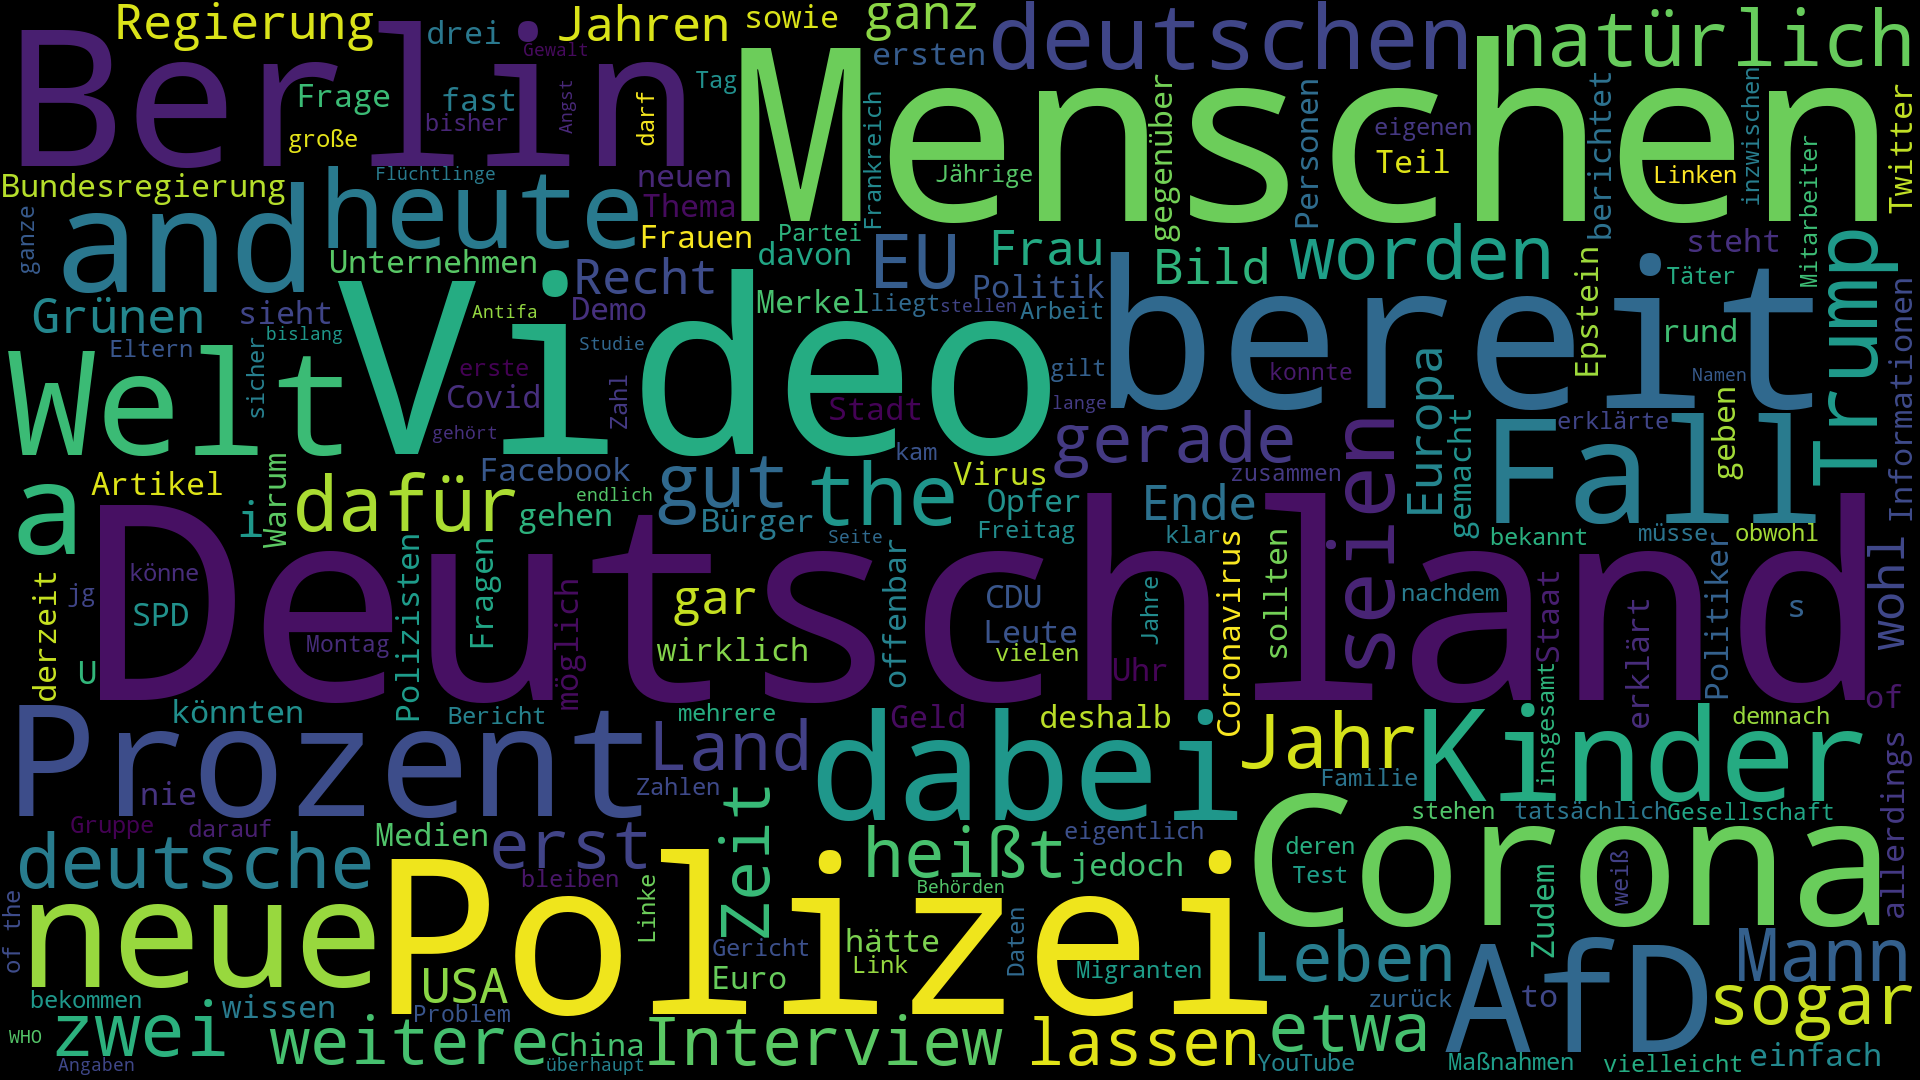 Regierung
Jahren
sowie
ganz
deutschen
natürlich
Berlin
drei
Gewalt
ersten
Menschen
Frage
fast
Tag
Angst
darf
bisher
große
Frankreich
gegenüber
Personen
eigenen
berichtet
inzwischen
Twitter
Teil
Linken
Jährige
Mitarbeiter
Bundesregierung
Flüchtlinge
heute
neuen
Thema
and
ganze
Frauen
Partei
davon
EU
Frau
Bild
worden
steht
Trump
Unternehmen
Recht
Politik
Täter
Epstein
Informationen
Grünen
sieht
Antifa
Demo
Merkel
liegt
stellen
Arbeit
bereit
rund
bislang
Eltern
Studie
Welt
Video
sicher
erste
gilt
Europa
konnte
Namen
Covid
Zahl
Stadt
lange
gemacht
erklärte
geben
gehört
kam
gerade
seien
Fall
a
Artikel
i
Warum
dafür
Facebook
gut
the
Virus
zusammen
endlich
gehen
Bürger
Opfer
Ende
Seite
Freitag
klar
bekannt
müsse
obwohl
Deutschland
könne
derzeit
jg
SPD
Polizisten
Fragen
möglich
gar
offenbar
CDU
Leute
Jahre
Coronavirus
sollten
nachdem
Staat
erklärt
Politiker
s
wohl
Montag
U
wirklich
vielen
Uhr
of
Prozent
könnten
Bericht
mehrere
Geld
deshalb
insgesamt
demnach
Land
dabei
Jahr
Kinder
nie
Zahlen
Zeit
Familie
stehen
tatsächlich
Gesellschaft
allerdings
Gruppe
darauf
Medien
erst
heißt
eigentlich
Corona
deutsche
jedoch
deren
Test
Zudem
weiß
bleiben
Linke
Behörden
neue
Polizei
of the
Gericht
hätte
Link
Daten
Migranten
Leben
AfD
Mann
USA
Euro
bekommen
wissen
Problem
zurück
to
sogar
WHO
zwei
weitere
China
Interview
lassen
etwa
Angaben
überhaupt
YouTube
Maßnahmen
vielleicht
einfach